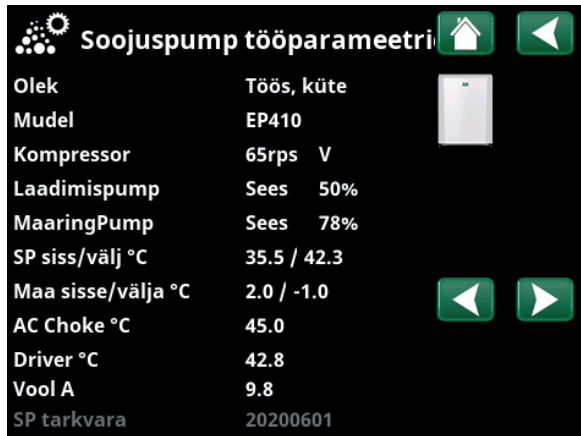 Soojuspump tööparameetri
Olek Töös, küte
Mudel EP410
Kompressor 65rps V
Laadimispump Sees 50%
MaaringPump Sees 78%
SP siss/välj °C 35.5 / 42.3
Maa sisse/välja °C 2.0 / -1.0
AC Choke °C 45.0
Driver °C 42.8
Vool A 9.8
SP tarkvara 20200601